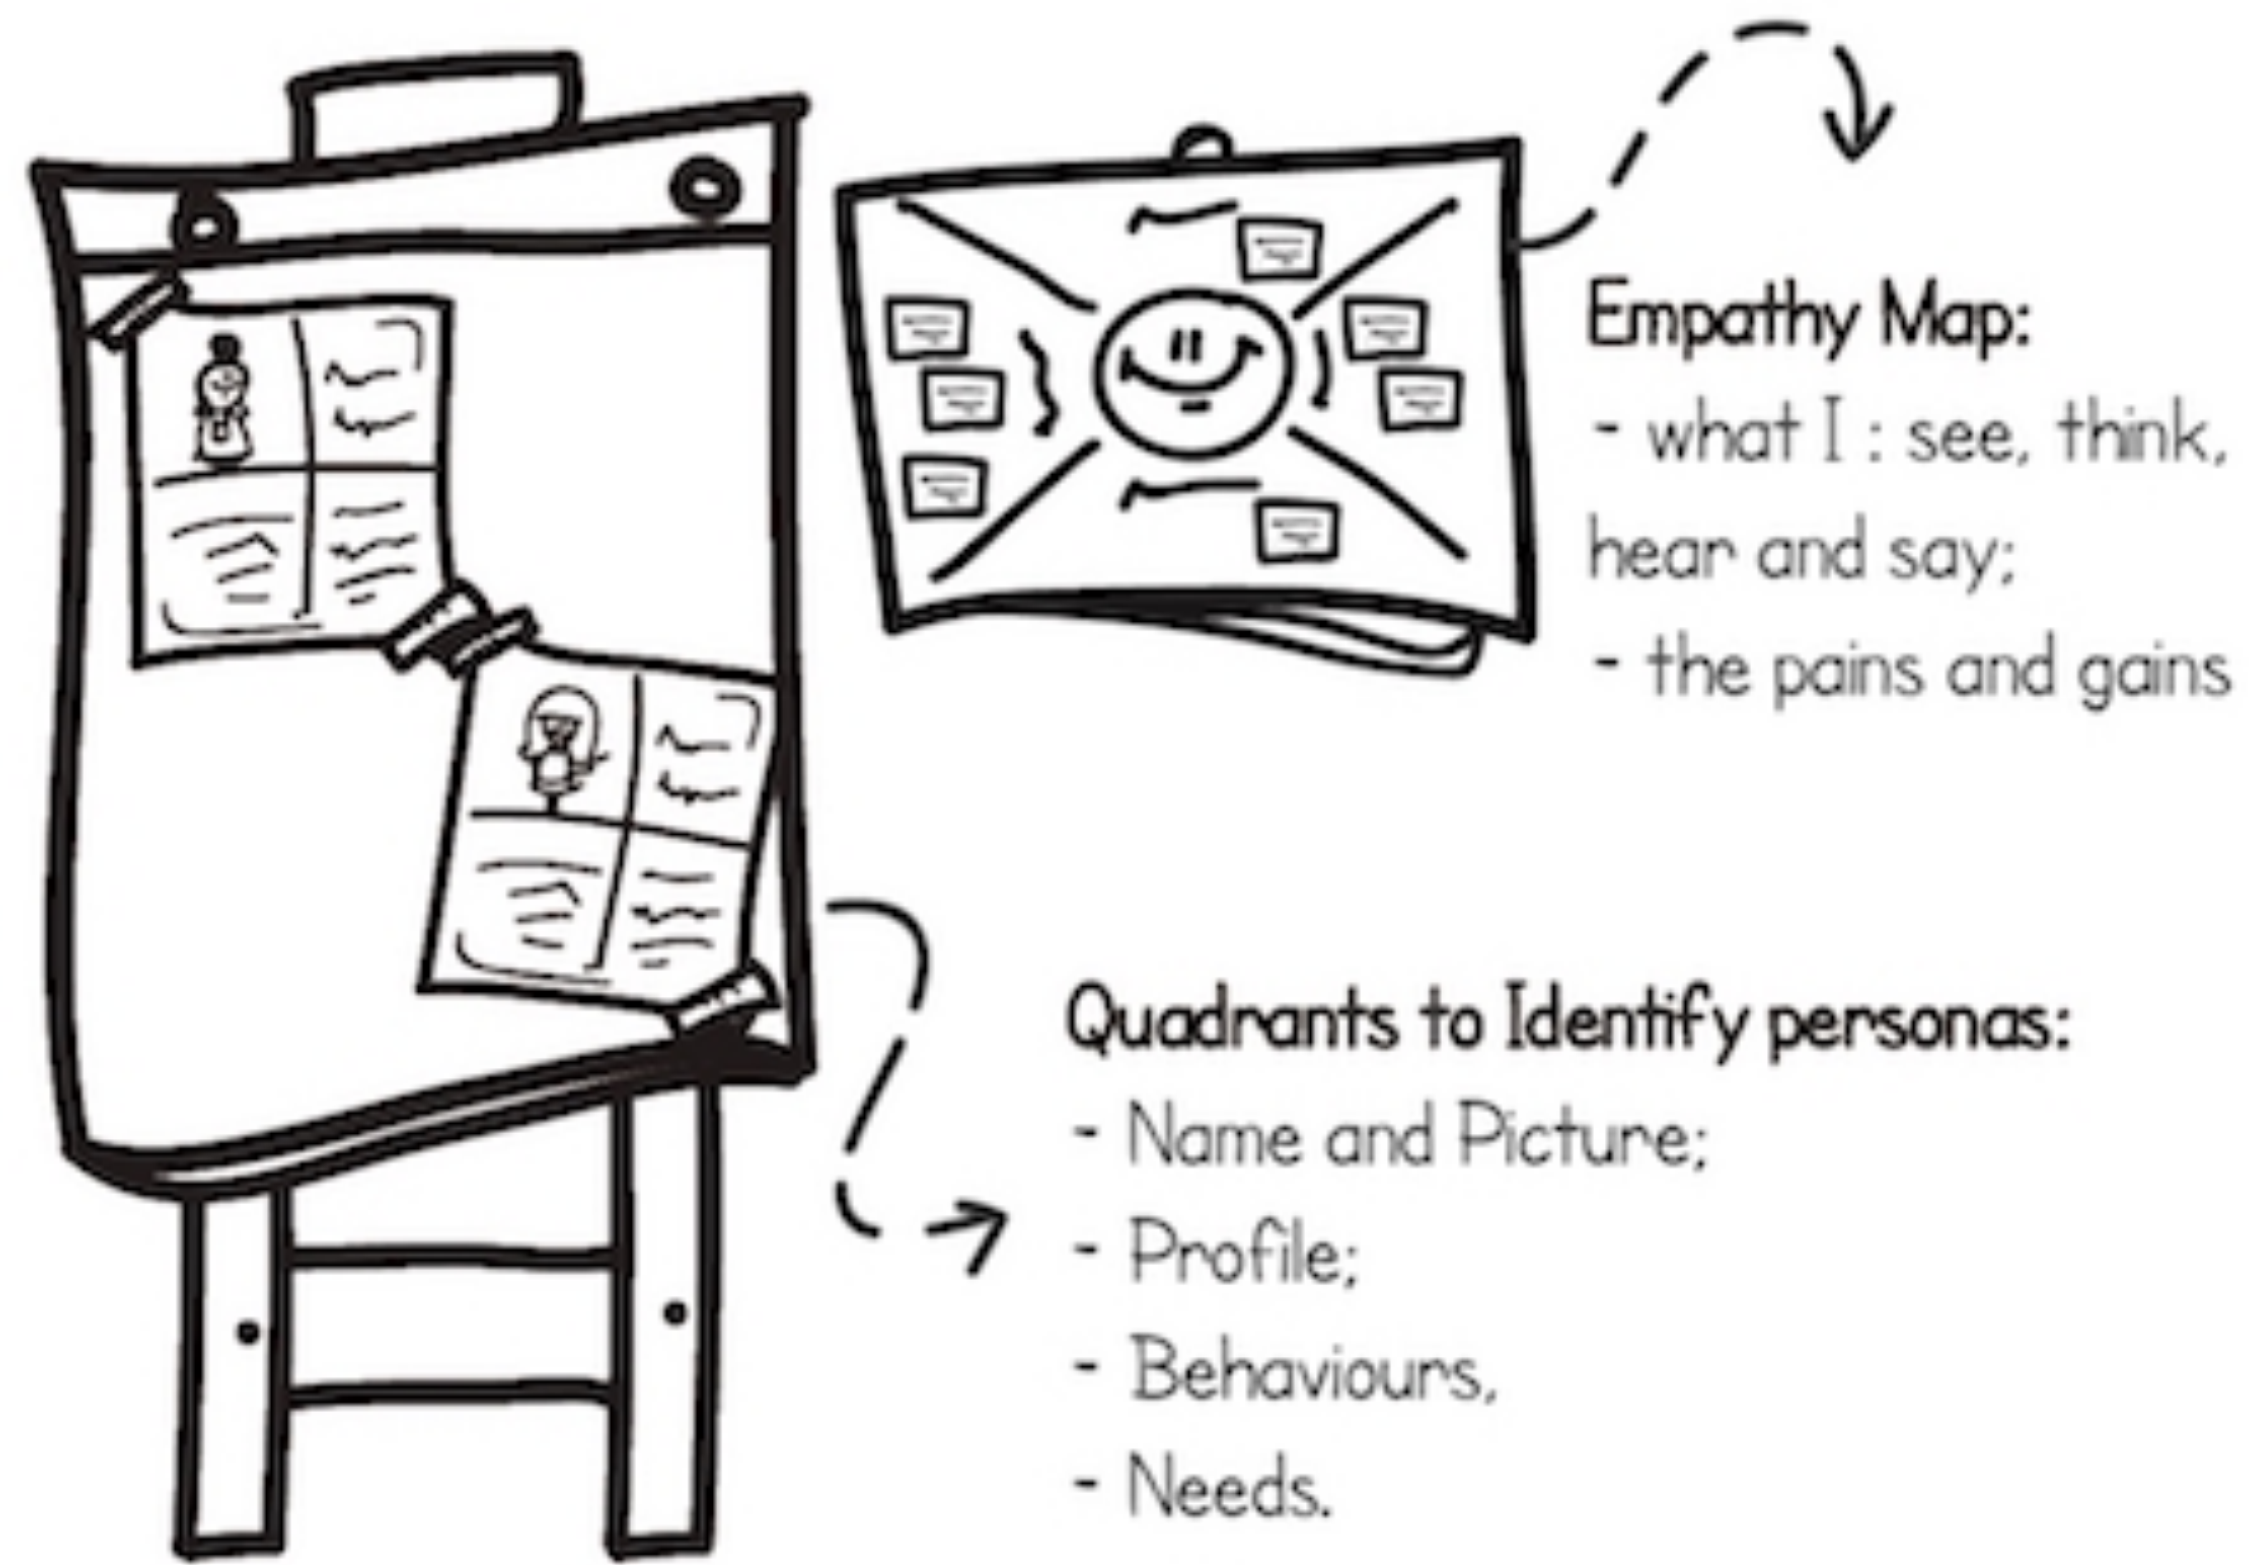 Empathy Map:
- what I : see, think,
hear and say;
- the pains and gains
Quadrants to Identify personas:
- Name and Picture;
- Profile;
- Behaviours,
- Needs.